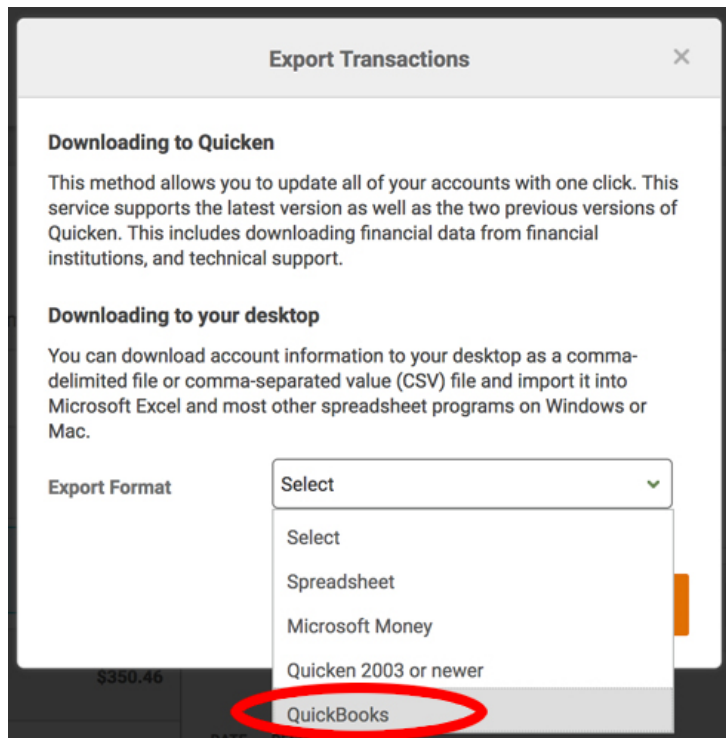 Export Transactions
Downloading to Quicken
This method allows you to update all of your accounts with one click. This
service supports the latest version as well as the two previous versions of
Quicken. This includes downloading financial data from financial
institutions, and technical support.
Downloading to your desktop
You can download account information to your desktop as a comma-
delimited file or comma-separated value (CSV) file and import it into
Microsoft Excel and most other spreadsheet programs on Windows or
Mac.
Export Format
Select
Select
Spreadsheet
Microsoft Money
Quicken 2003 or newer
$350.46
QuickBooks